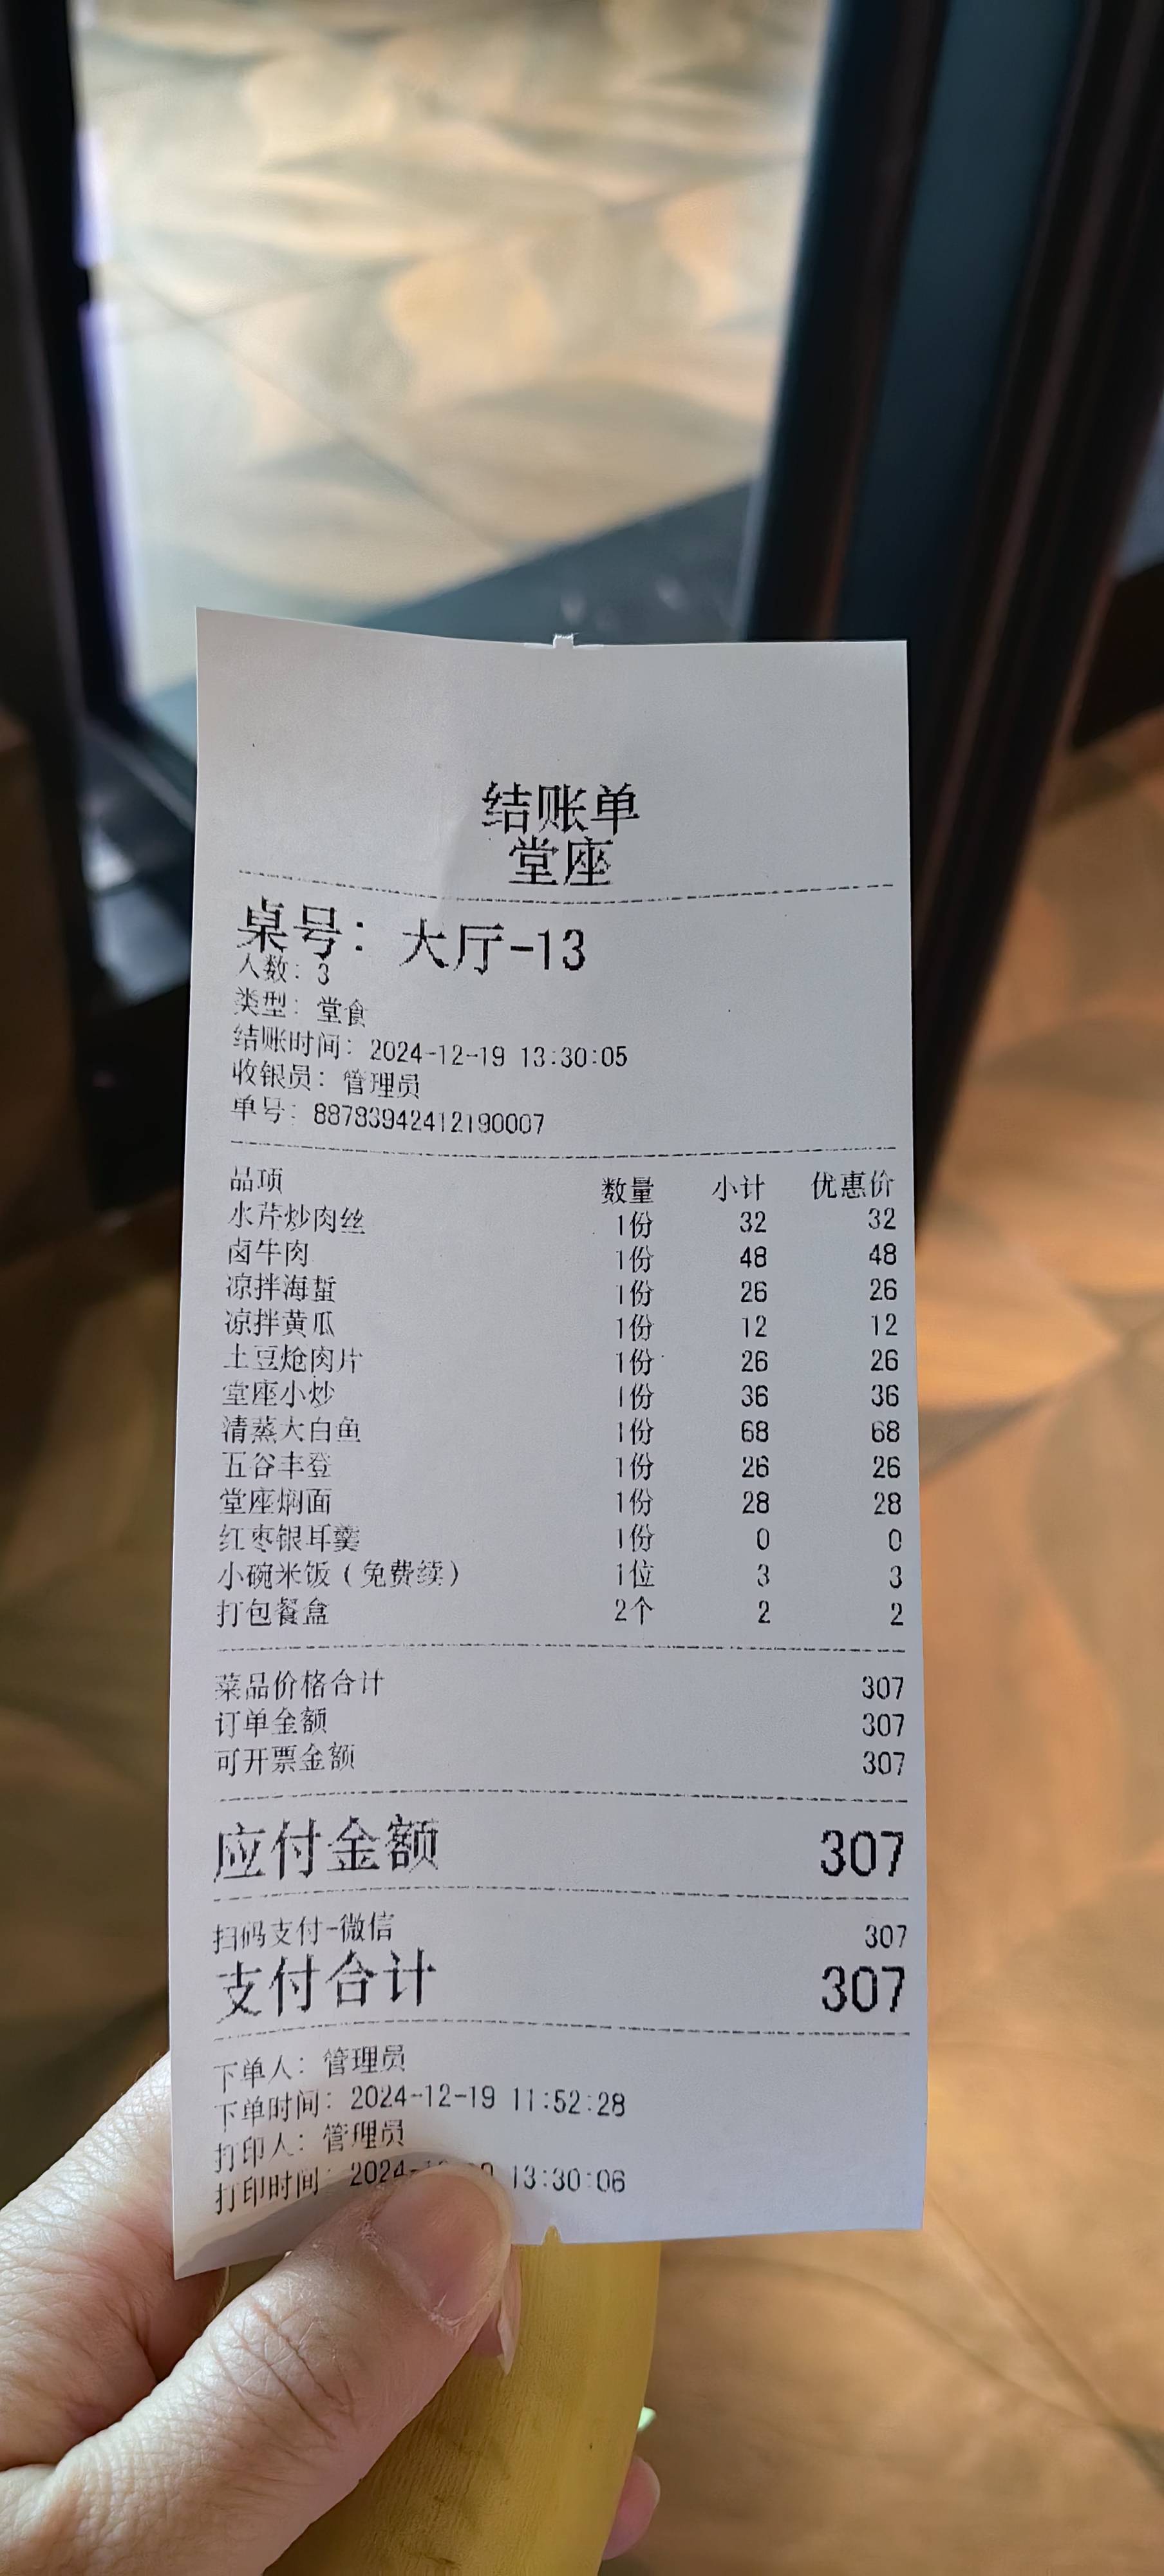 结账单
堂座
桌号：大厅-13
人数：3
类型：堂食
结账时间：2024-12-19 13:30:05
收银员：管理员
单号：88783942412190007
品项 数量 小计 优惠价
水芹炒肉丝 1份 32 32
卤牛肉 1份 48 48
凉拌海蜇 1份 26 26
凉拌黄瓜 1份 12 12
土豆炝肉片 1份 26 26
堂座小炒 1份 36 36
清蒸大白鱼 1份 68 68
五谷丰登 1份 26 26
堂座焖面 1份 28 28
红枣银耳羹 1份 0 0
小碗米饭（免费续） 1位 3 3
打包餐盒 2个 2 2
菜品价格合计 307
订单金额 307
可开票金额 307
应付金额 307
扫码支付-微信 307
支付合计 307
下单人：管理员
下单时间：2024-12-19 11:52:28
打印人：管理员
打印时间 2024- 13:30:06